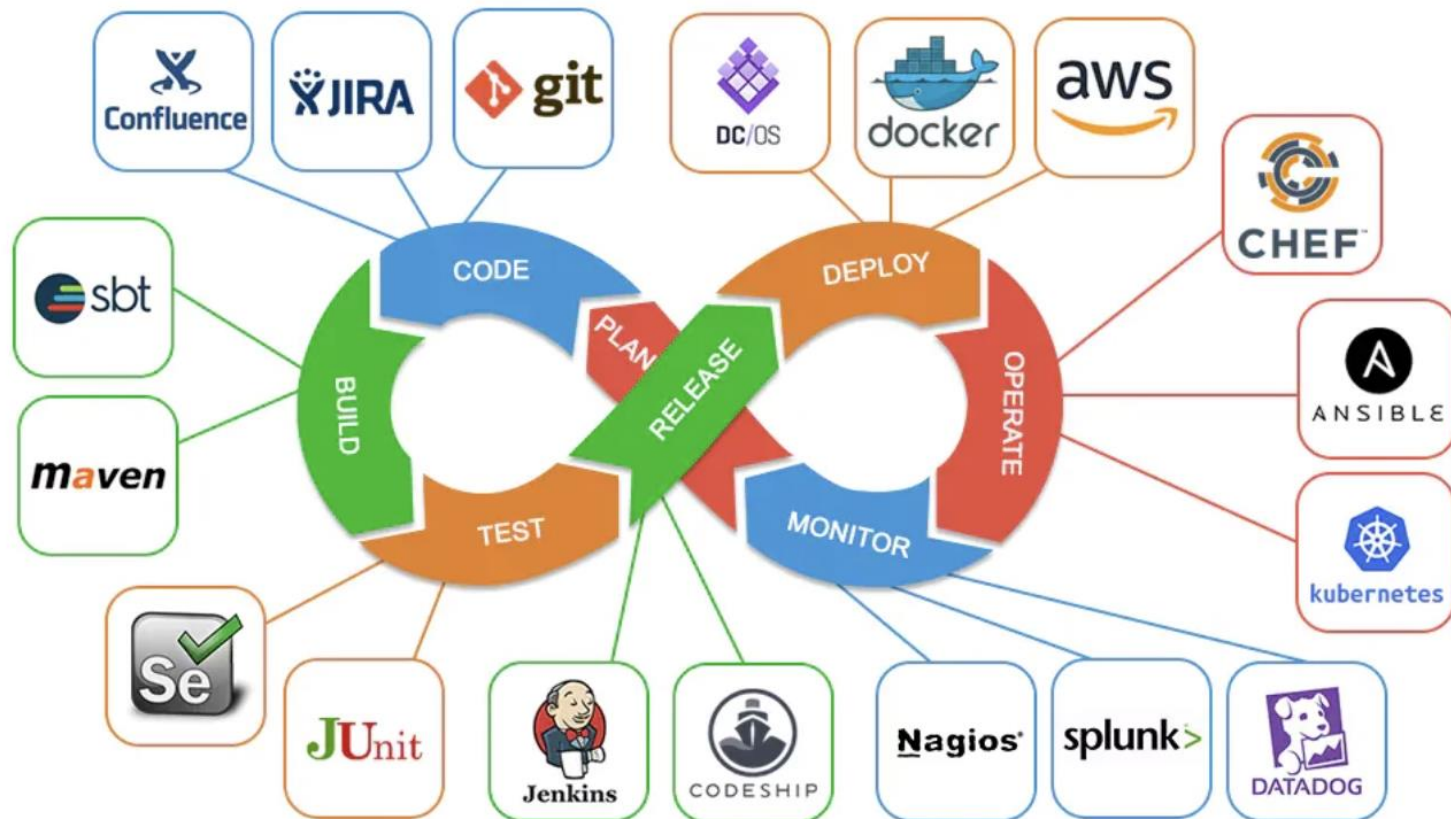 Confluence
JIRA
git
DC/OS
docker
aws
CHEF™
sbt
CODE
DEPLOY
PLAN
RELEASE
BUILD
OPERATE
ANSIBLE
maven
TEST
MONITOR
kubernetes
Se
JUnit
Jenkins
CODESHIP
Nagios®
splunk>
DATADOG